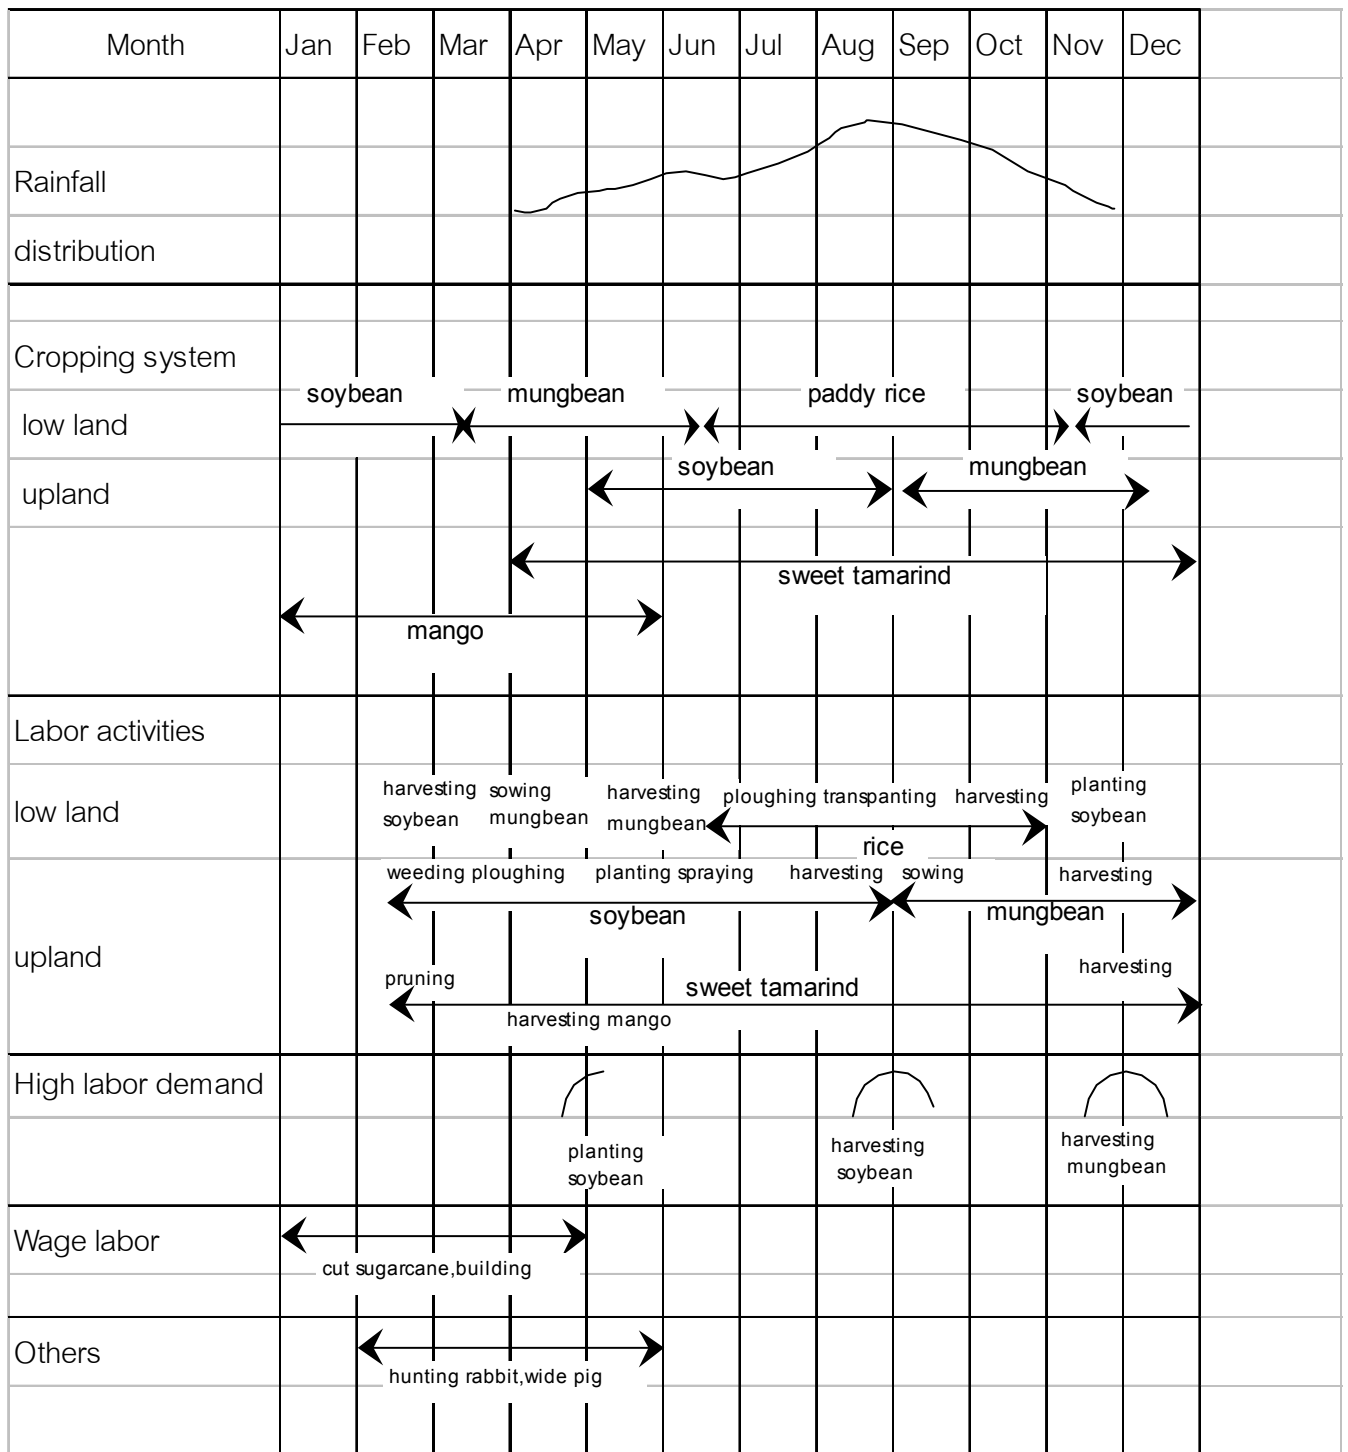 Month Jan Feb Mar Apr May Jun Jul Aug Sep Oct Nov Dec
Rainfall
distribution
Cropping system
soybean mungbean paddy rice soybean
low land
soybean mungbean
upland
sweet tamarind
mango
Labor activities
low land
harvesting
soybean
sowing
mungbean
harvesting
mungbean
ploughing transpanting harvesting
rice
planting
soybean
weeding ploughing planting spraying harvesting sowing harvesting
soybean mungbean
upland
pruning
sweet tamarind
harvesting
harvesting mango
High labor demand
planting
soybean
harvesting
soybean
harvesting
mungbean
Wage labor
cut sugarcane,building
Others
hunting rabbit,wide pig